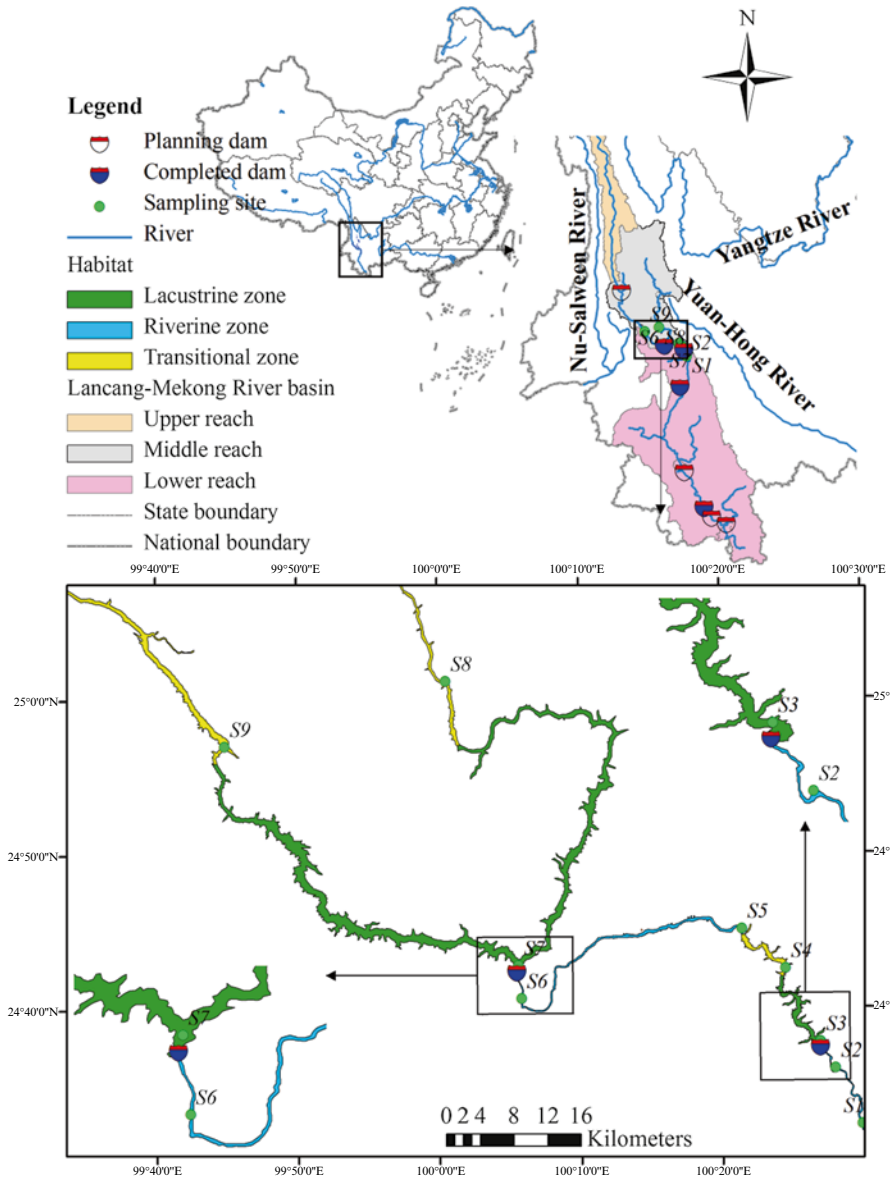 N
Legend
Planning dam
Completed dam
Sampling site
River
Habitat
Lacustrine zone
Riverine zone
Transitional zone
Lancang-Mekong River basin
Upper reach
Middle reach
Lower reach
State boundary
National boundary
Nu-Salween River
Yangtze River
Yuan-Hong River
S9
S6
S8
S2
S7
S1
99°40'0"E
99°50'0"E
100°0'0"E
100°10'0"E
100°20'0"E
100°30'0"E
25°0'0"N
24°50'0"N
24°40'0"N
25°
24°
24°
S8
S9
S3
S2
S5
S4
S7
S6
S3
S2
S1
S7
S6
0 2 4 8 12 16
Kilometers
99°40'0"E
99°50'0"E
100°0'0"E
100°10'0"E
100°20'0"E